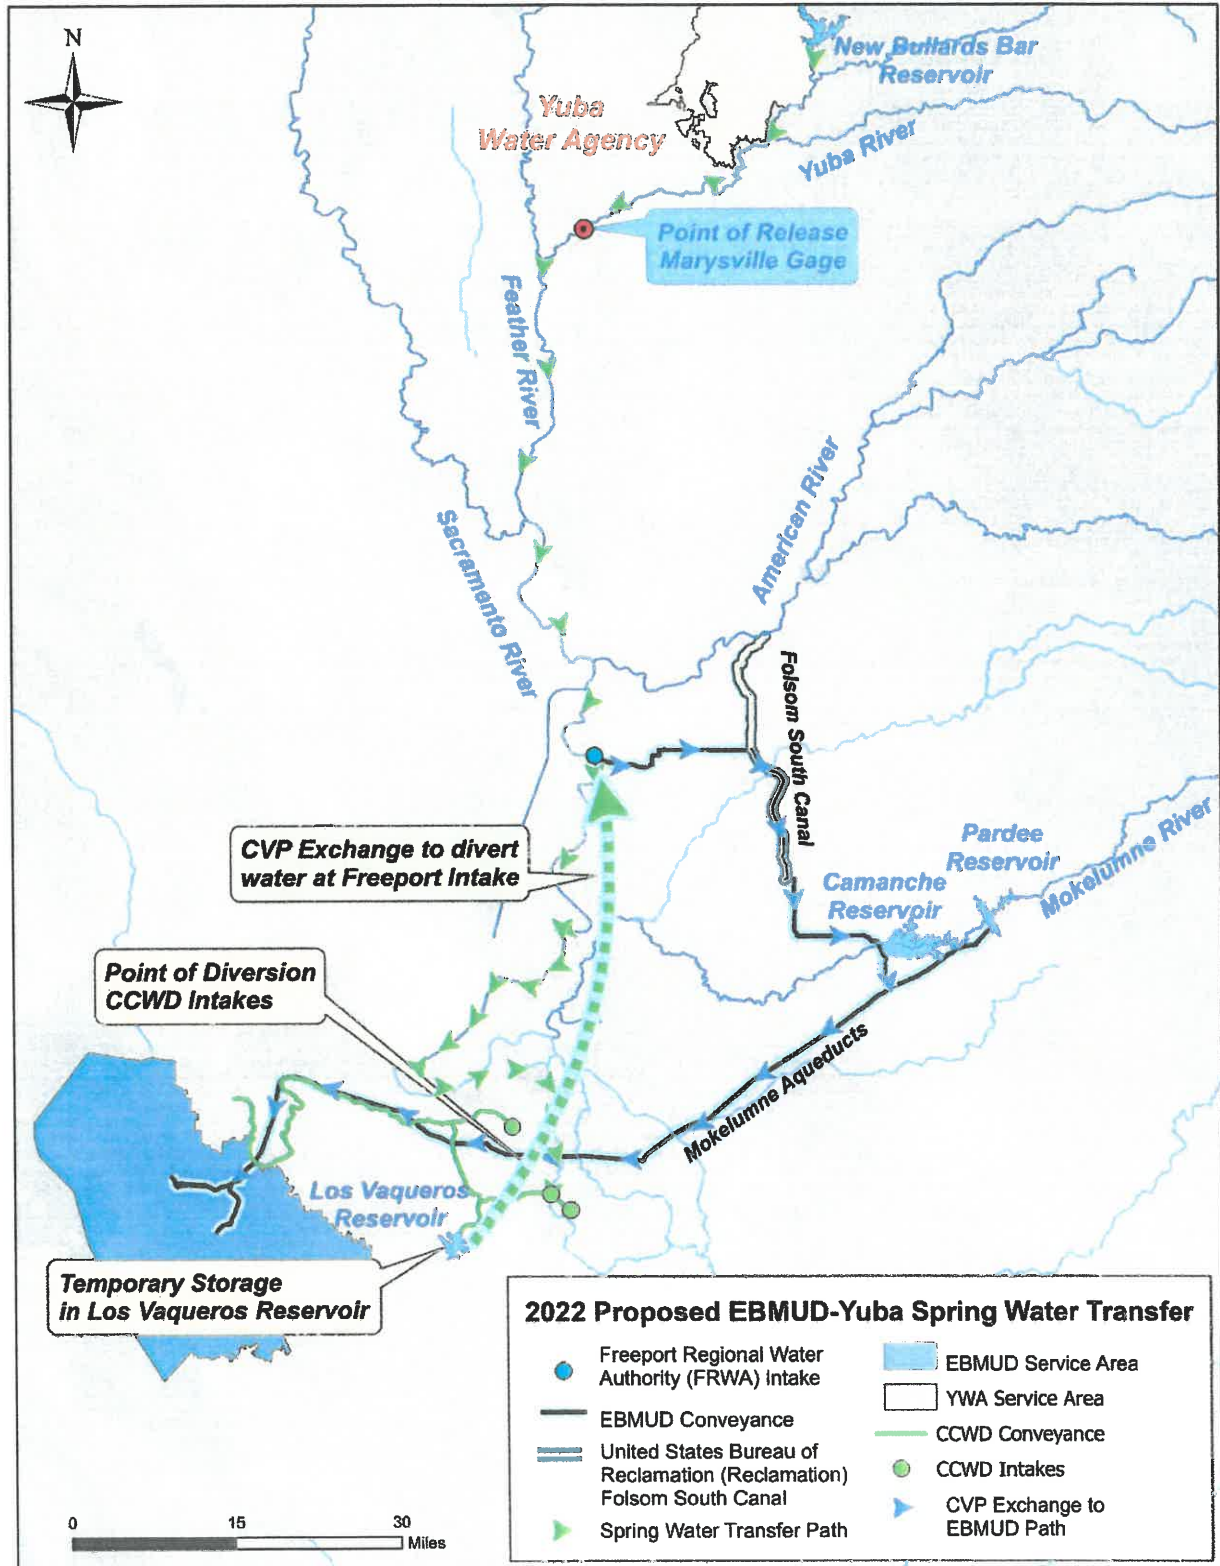 N
New Bullards Bar
Reservoir
Yuba
Water Agency
Yuba River
Point of Release
Marysville Gage
Feather River
Sacramento River
American River
Folsom South Canal
CVP Exchange to divert
water at Freeport Intake
Pardee
Reservoir
Mokelumne River
Camanche
Reservoir
Point of Diversion
CCWD Intakes
Mokelumne Aqueducts
Los Vaqueros
Reservoir
Temporary Storage
in Los Vaqueros Reservoir
2022 Proposed EBMUD-Yuba Spring Water Transfer
Freeport Regional Water
Authority (FRWA) Intake
EBMUD Conveyance
United States Bureau of
Reclamation (Reclamation)
Folsom South Canal
Spring Water Transfer Path
EBMUD Service Area
YWA Service Area
CCWD Conveyance
CCWD Intakes
CVP Exchange to
EBMUD Path
0 15 30
Miles